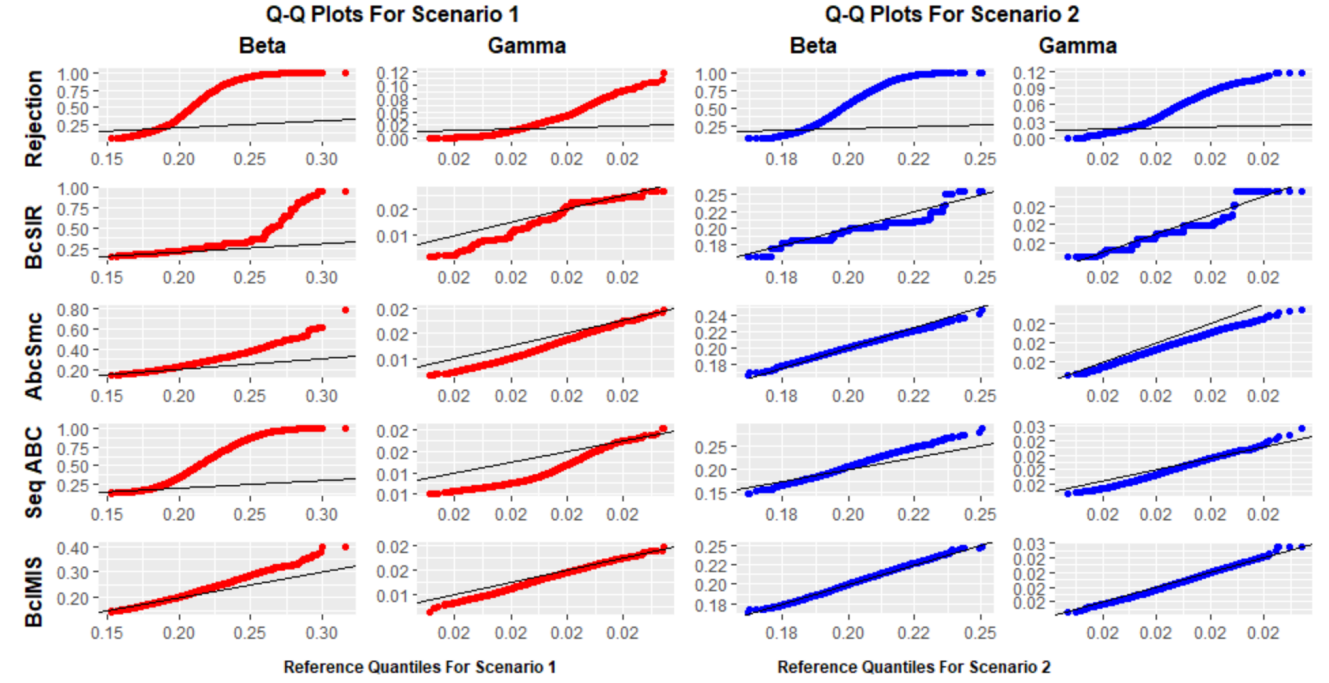 Q-Q Plots For Scenario 1 Q-Q Plots For Scenario 2
Beta Gamma Beta Gamma
Rejection
1.00 0.12 1.00 0.12
0.75 0.10 0.75 0.09
0.08
0.50 0.05 0.50 0.06
0.25 0.02 0.25 0.03
0.00 0.00
0.15 0.20 0.25 0.30 0.02 0.02 0.02 0.02 0.18 0.20 0.22 0.25 0.02 0.02 0.02 0.02
BcSIR
1.00 0.25
0.75 0.02 0.22 0.02
0.50 0.20 0.02
0.25 0.01 0.18 0.02
0.15 0.20 0.25 0.30 0.02 0.02 0.02 0.02 0.18 0.20 0.22 0.25 0.02 0.02 0.02 0.02
AbcSmc
0.80 0.02 0.24 0.02
0.60 0.02 0.22 0.02
0.40 0.01 0.20 0.02
0.20 0.18
0.15 0.20 0.25 0.30 0.02 0.02 0.02 0.02 0.18 0.20 0.22 0.25 0.02 0.02 0.02 0.02
Seq ABC
1.00 0.02 0.25 0.03
0.75 0.02 0.20 0.02
0.50 0.01 0.15 0.02
0.25 0.01 0.02
0.02
0.15 0.20 0.25 0.30 0.02 0.02 0.02 0.02 0.18 0.20 0.22 0.25 0.02 0.02 0.02 0.02
BcIMIS
0.40 0.02 0.25 0.03
0.30 0.02 0.22 0.02
0.20 0.01 0.20 0.02
0.18 0.02
0.02
0.15 0.20 0.25 0.30 0.02 0.02 0.02 0.02 0.18 0.20 0.22 0.25 0.02 0.02 0.02 0.02
Reference Quantiles For Scenario 1 Reference Quantiles For Scenario 2